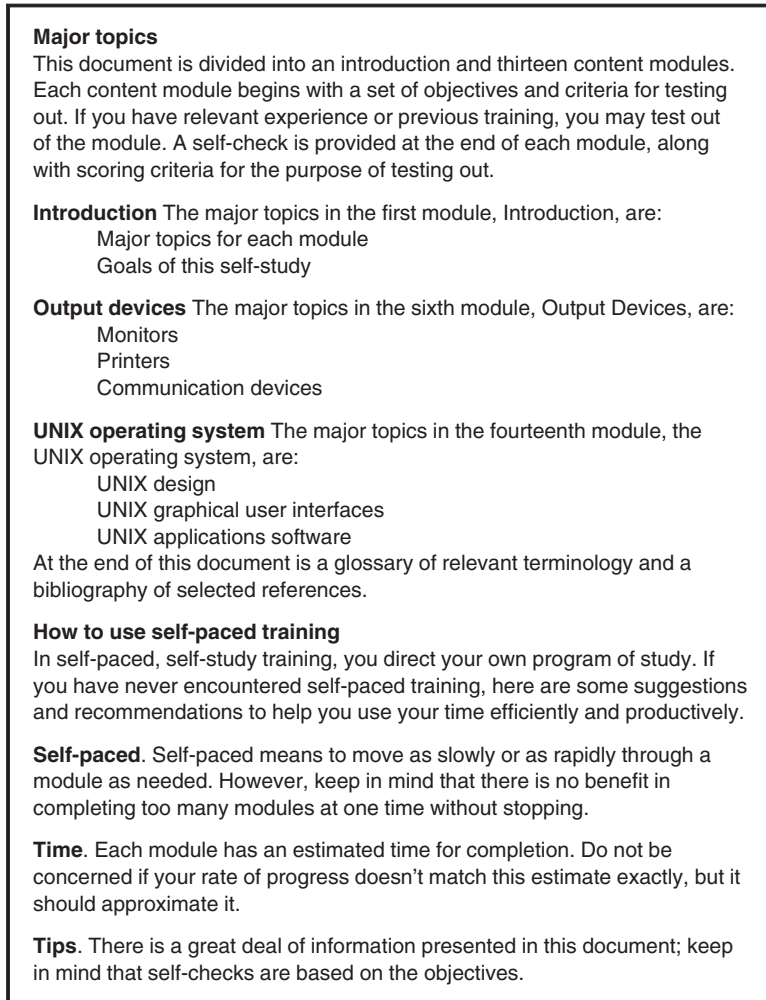 Major topics
This document is divided into an introduction and thirteen content modules.
Each content module begins with a set of objectives and criteria for testing
out. If you have relevant experience or previous training, you may test out
of the module. A self-check is provided at the end of each module, along
with scoring criteria for the purpose of testing out.
Introduction The major topics in the first module, Introduction, are:
Major topics for each module
Goals of this self-study
Output devices The major topics in the sixth module, Output Devices, are:
Monitors
Printers
Communication devices
UNIX operating system The major topics in the fourteenth module, the
UNIX operating system, are:
UNIX design
UNIX graphical user interfaces
UNIX applications software
At the end of this document is a glossary of relevant terminology and a
bibliography of selected references.
How to use self-paced training
In self-paced, self-study training, you direct your own program of study. If
you have never encountered self-paced training, here are some suggestions
and recommendations to help you use your time efficiently and productively.
Self-paced. Self-paced means to move as slowly or as rapidly through a
module as needed. However, keep in mind that there is no benefit in
completing too many modules at one time without stopping.
Time. Each module has an estimated time for completion. Do not be
concerned if your rate of progress doesn't match this estimate exactly, but it
should approximate it.
Tips. There is a great deal of information presented in this document; keep
in mind that self-checks are based on the objectives.